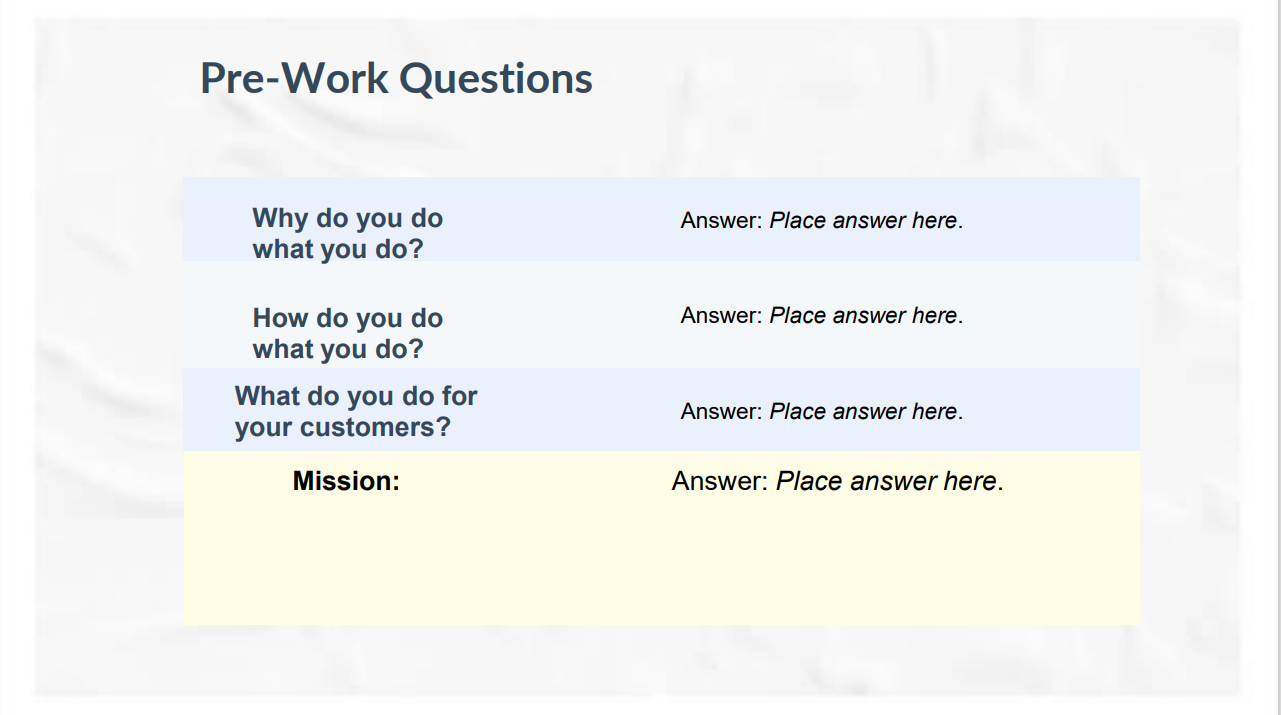 Pre-Work Questions
Why do you do
what you do?
Answer: Place answer here.
How do you do
what you do?
Answer: Place answer here.
What do you do for
your customers?
Answer: Place answer here.
Mission:
Answer: Place answer here.